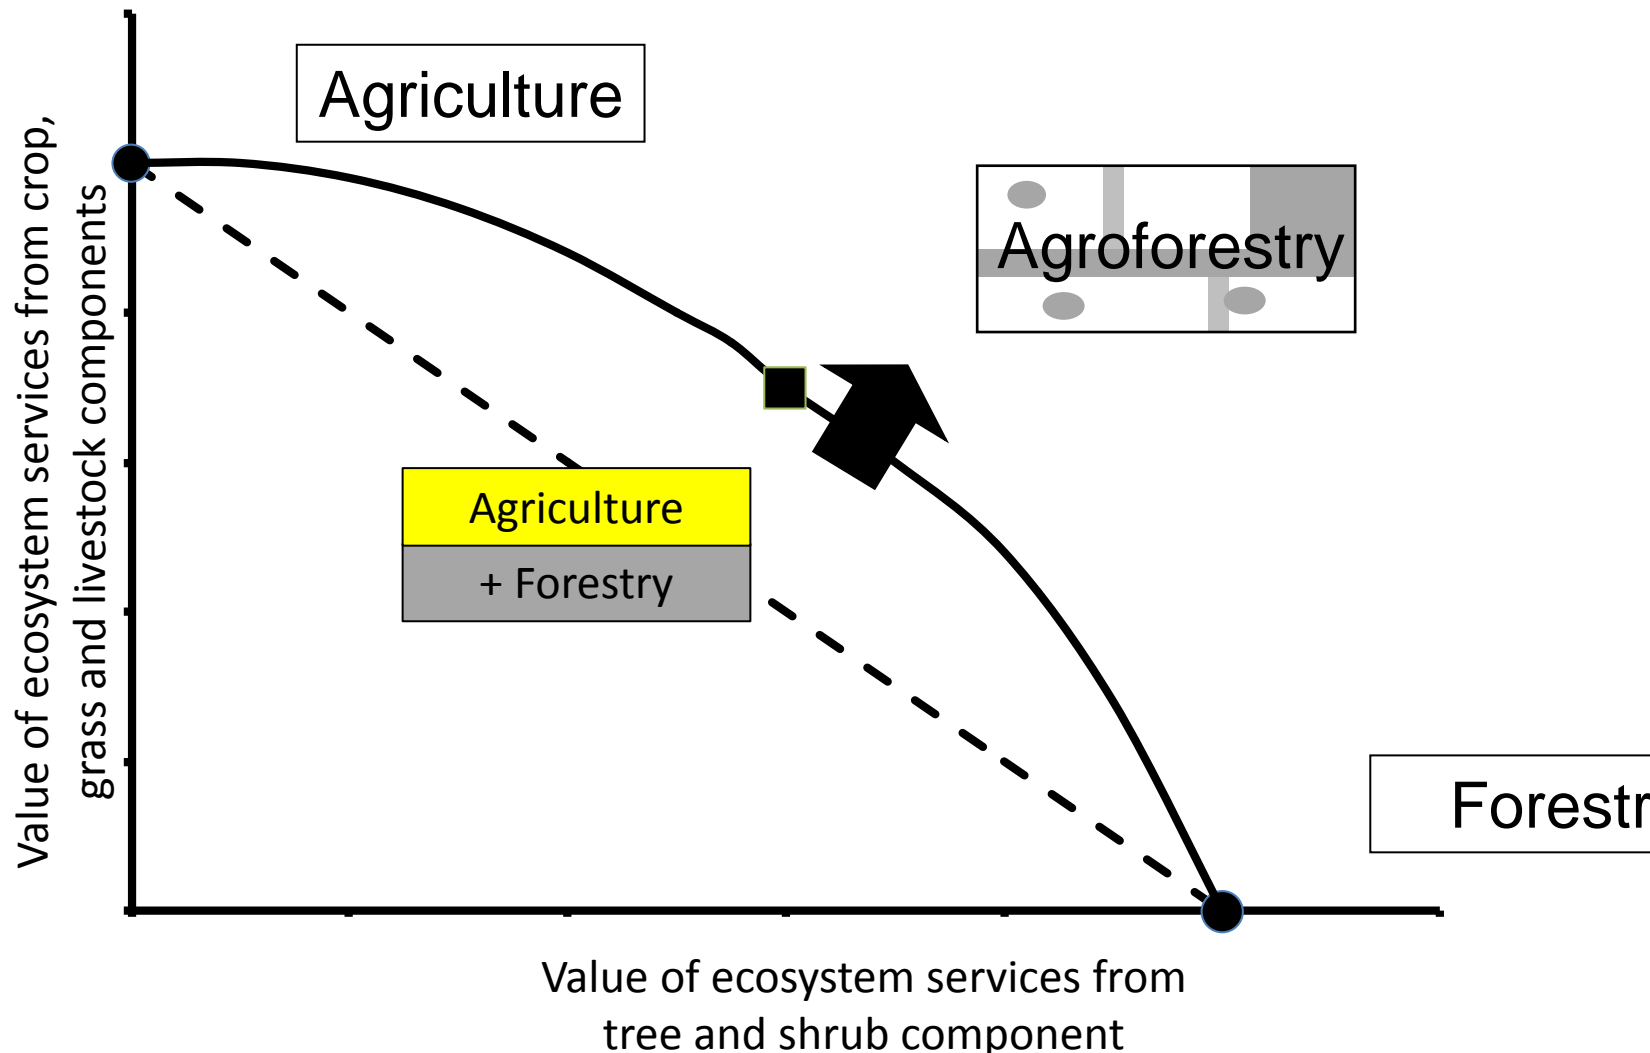 Agriculture
Value of ecosystem services from crop,
grass and livestock components
Agroforestry
Agriculture
+ Forestry
Forestr
Value of ecosystem services from
tree and shrub component